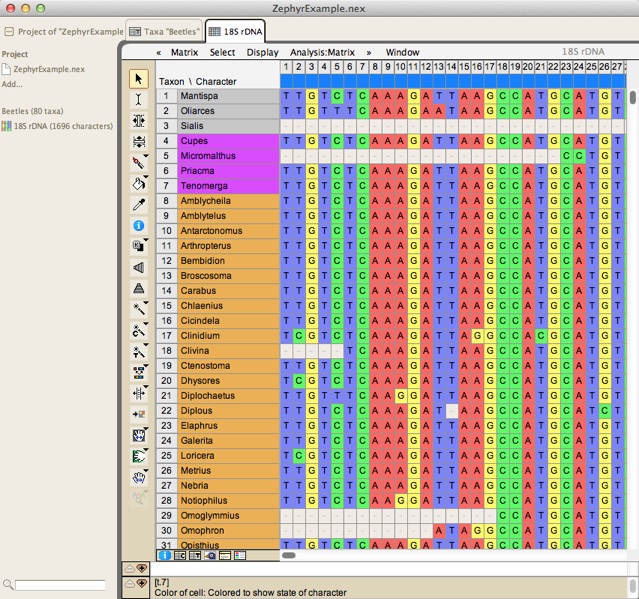 ZephyrExample.nex
Project of "ZephyrExample
Taxa "Beetles"
18S rDNA
« Matrix Select Display Analysis:Matrix » Window 18S rDNA
Project
ZephyrExample.nex
Add...
Beetles (80 taxa)
18S rDNA (1696 characters)
Taxon \ Character
1 2 3 4 5 6 7 8 9 10 11 12 13 14 15 16 17 18 19 20 21 22 23 24 25 26 27
1 Mantispa T T G T C T C A A A G A T T A A G C C A T G C A T G T
2 Oliarces T T G T T T C A A A G A A T A A G C C A T G C A T G T
3 Sialis - - - - - - - - - - - - - - - - - - - - - - - - - - -
4 Cupes T T G T C T C A A A G A T T A A G C C A T G C A T G T
5 Micromalthus - - - - - - - - - - - - - - - - - - - - - - C C T G T
6 Priacma T T G T C T C A A A G A T T A A G C C A T G C A T G T
7 Tenomerga T T G T C T C A A A G A T T A A G C C A T G C A T G T
8 Amblycheila T T G T C T C A A A G A T T A A G C C A T G C A T G T
9 Amblytelus T T G T C T C A A A G A T T A A G C C A T G C A T G T
10 Antarctonomus T T G T C T C A A A G A T T A A G C C A T G C A T G T
11 Arthropterus T T G T C T C A A A G A T T A A G C C A T G C A T G T
12 Bembidion T T G T C T C A A A G A T T A A G C C A T G C A T G T
13 Broscosoma T T G T C T C A A A G A T T A A G C C A T G C A T G T
14 Carabus T T G T C T C A A A G A T T A A G C C A T G C A T G T
15 Chlaenius T T G T C T C A A A G A T T A A G C C A T G C A T G T
16 Cicindela T T G T C T C A A A G A T T A A G C C A T G C A T G T
17 Clinidium T C G T C T C A A A G A T T A G G C C A C G C A T G T
18 Clivina - - - - - T C A A A G A T T A A G C C A T G C A T G T
19 Ctenostoma T T G T C T C A A A G A T T A A G C C A T G C A T G T
20 Dhysores T C G T C T C A A A G A T T A A G C C A T G C A T G T
21 Diplochaetus T T G T T T C A A G G A T T A A G C C A T G C A T G T
22 Diplous T T G T C T C A A A G A T - A A G C C A T G C A T C T
23 Elaphrus T T G T C T C A A A G A T T A A G C C A T G C A T G T
24 Galerita T T G T C T C A A A G A T T A A G C C A T G C A T G T
25 Loricera T C G T C T C A A A G A T T A A G C C A T G C A T G T
26 Metrius T T G T C T C A A A G A T T A A G C C A T G C A T G T
27 Nebria T T G T C T C A A A G A T T A A G C C A T G C A T G T
28 Notiophilus T T G T C T C A A G G A T T A A G C C A T G C A T G T
29 Omoglymmius - - - - - - - - - - - - - - - - - C C A T G C A T G T
30 Omophron - - - - - - - - - - - - A T A G G C C A T G C A T G T
31 Opisthius T T G T C T C A A A G A T T A A G C C A T G C A T G T
[t.7]
Color of cell: Colored to show state of character